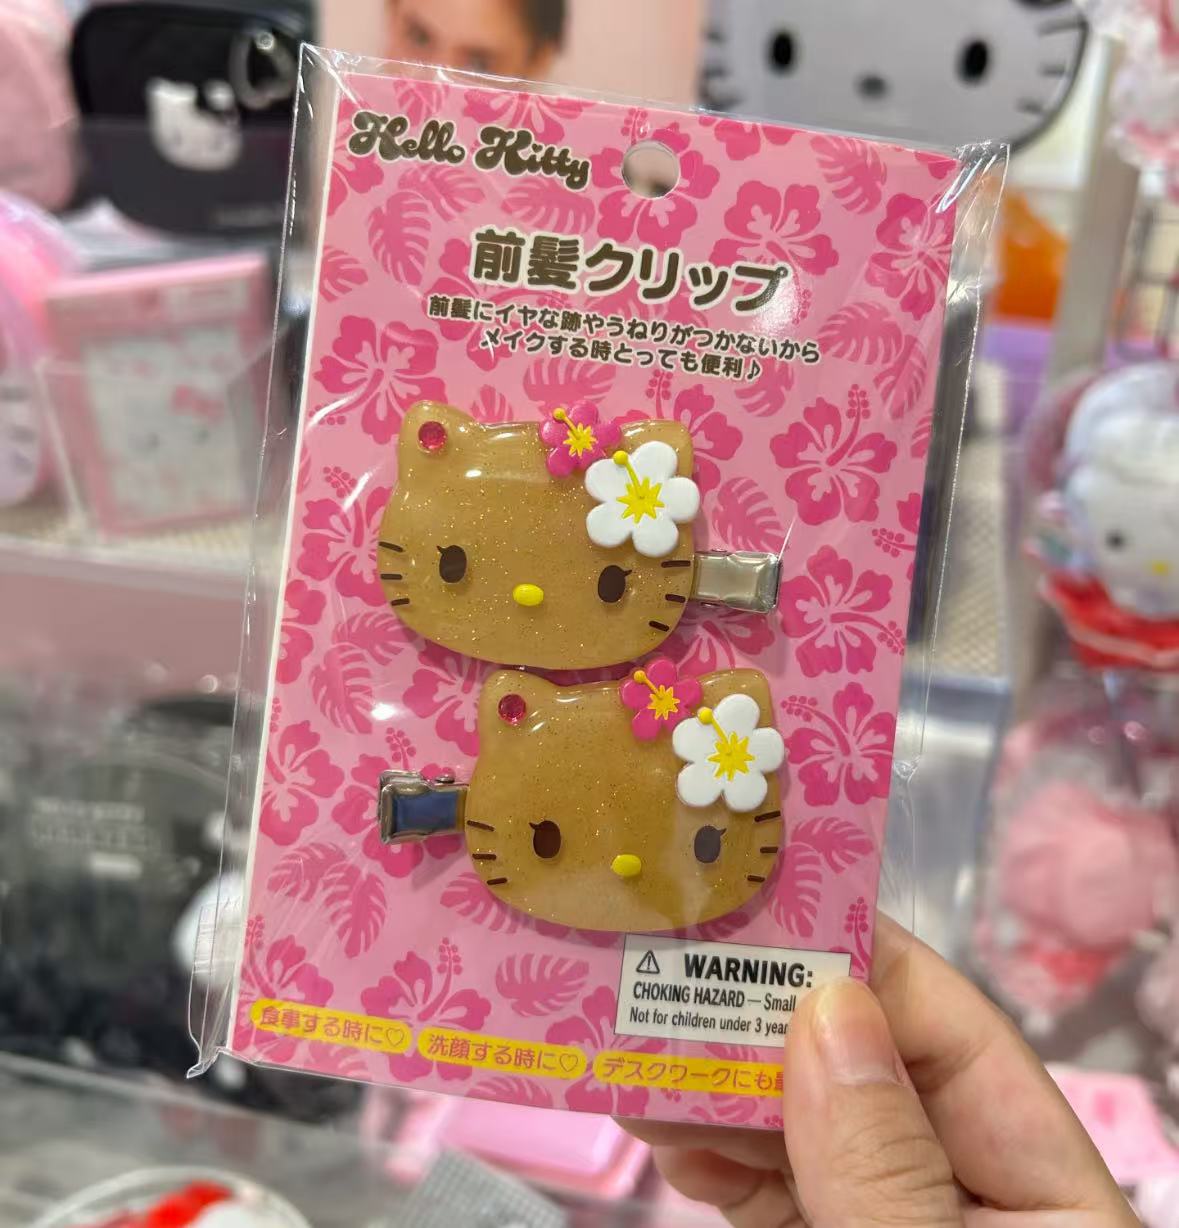 Hello Kitty
前髪クリップ
前髪にイヤな跡やうねりがつかないから
メイクする時とっても便利♪
WARNING:
CHOKING HAZARD — Small
Not for children under 3
食事する時に♡
洗顔する時に♡
デスクワークにも